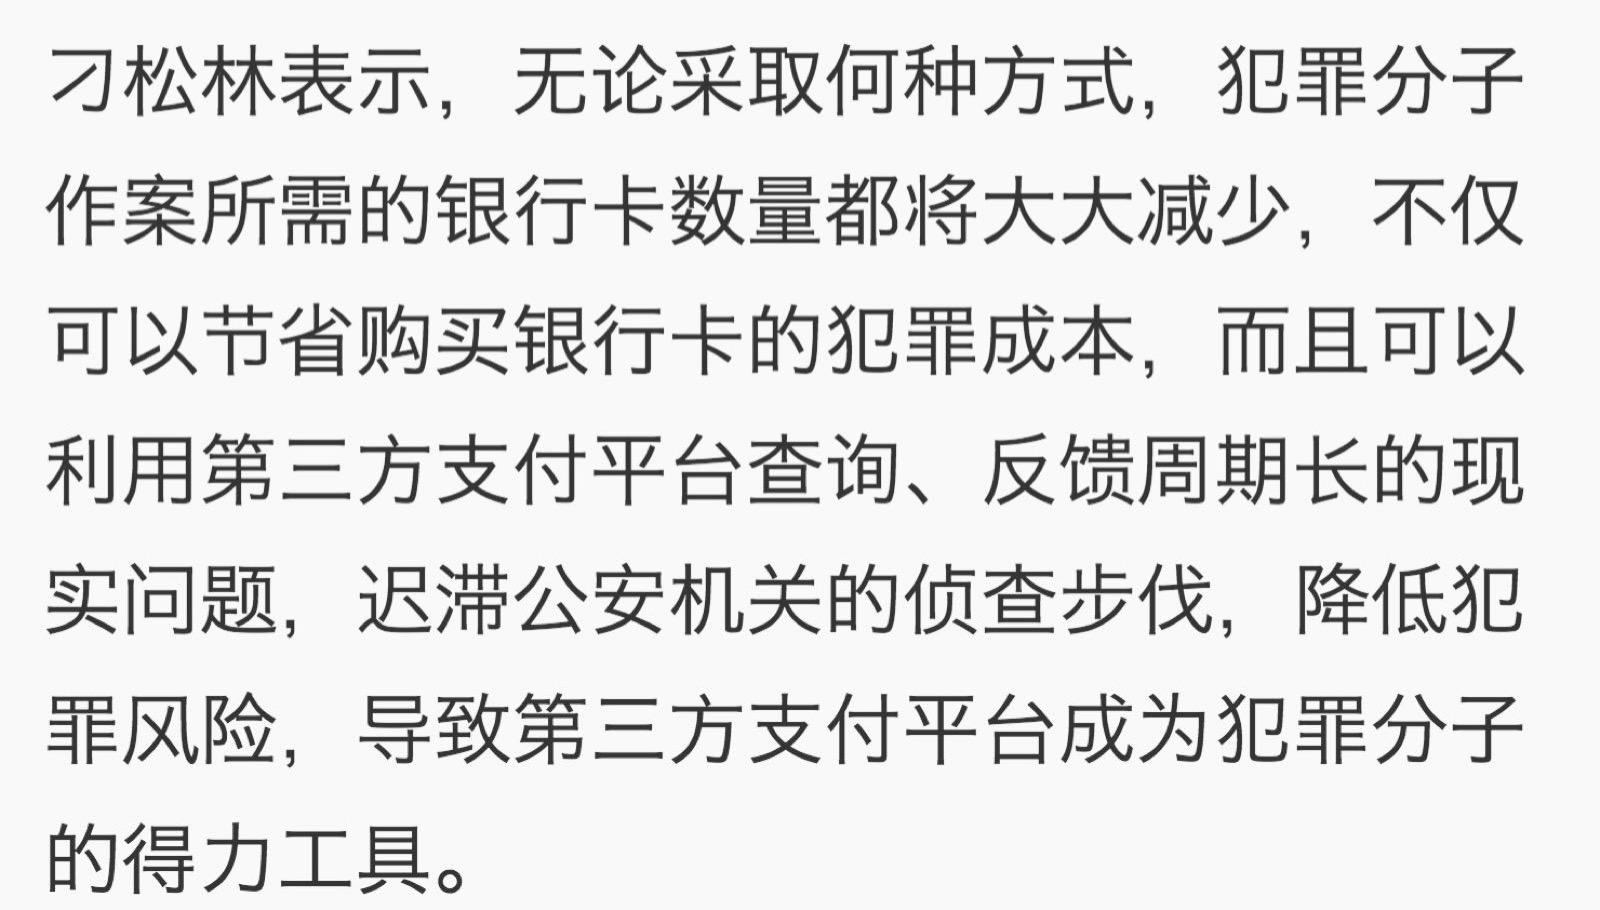 刁松林表示，无论采取何种方式，犯罪分子
作案所需的银行卡数量都将大大减少，不仅
可以节省购买银行卡的犯罪成本，而且可以
利用第三方支付平台查询、反馈周期长的现
实问题，迟滞公安机关的侦查步伐，降低犯
罪风险，导致第三方支付平台成为犯罪分子
的得力工具。